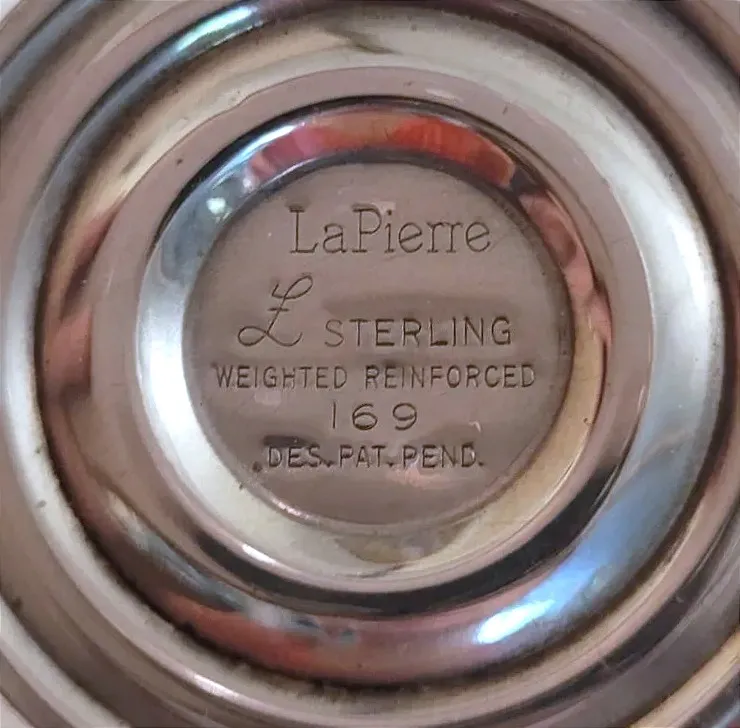 LaPierre
L STERLING
WEIGHTED REINFORCED
169
DES. PAT. PEND.